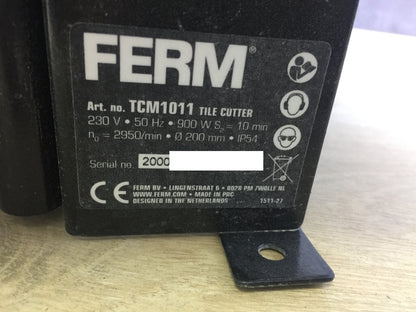 FERM®
Art. no. TCM1011 TILE CUTTER
230 V • 50 Hz • 900 W S2 = 10 min
n0 = 2950/min • Ø 200 mm • IP54
Serial no. 2000
CE
FERM BV • LINGENSTRAAT 6 • 8028 PM ZWOLLE NL
WWW.FERM.COM • MADE IN PRC
DESIGNED IN THE NETHERLANDS 1511-27